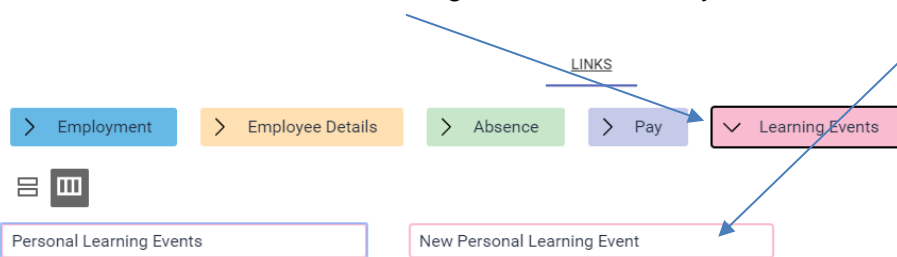 LINKS
Employment Employee Details Absence Pay Learning Events
Personal Learning Events New Personal Learning Event